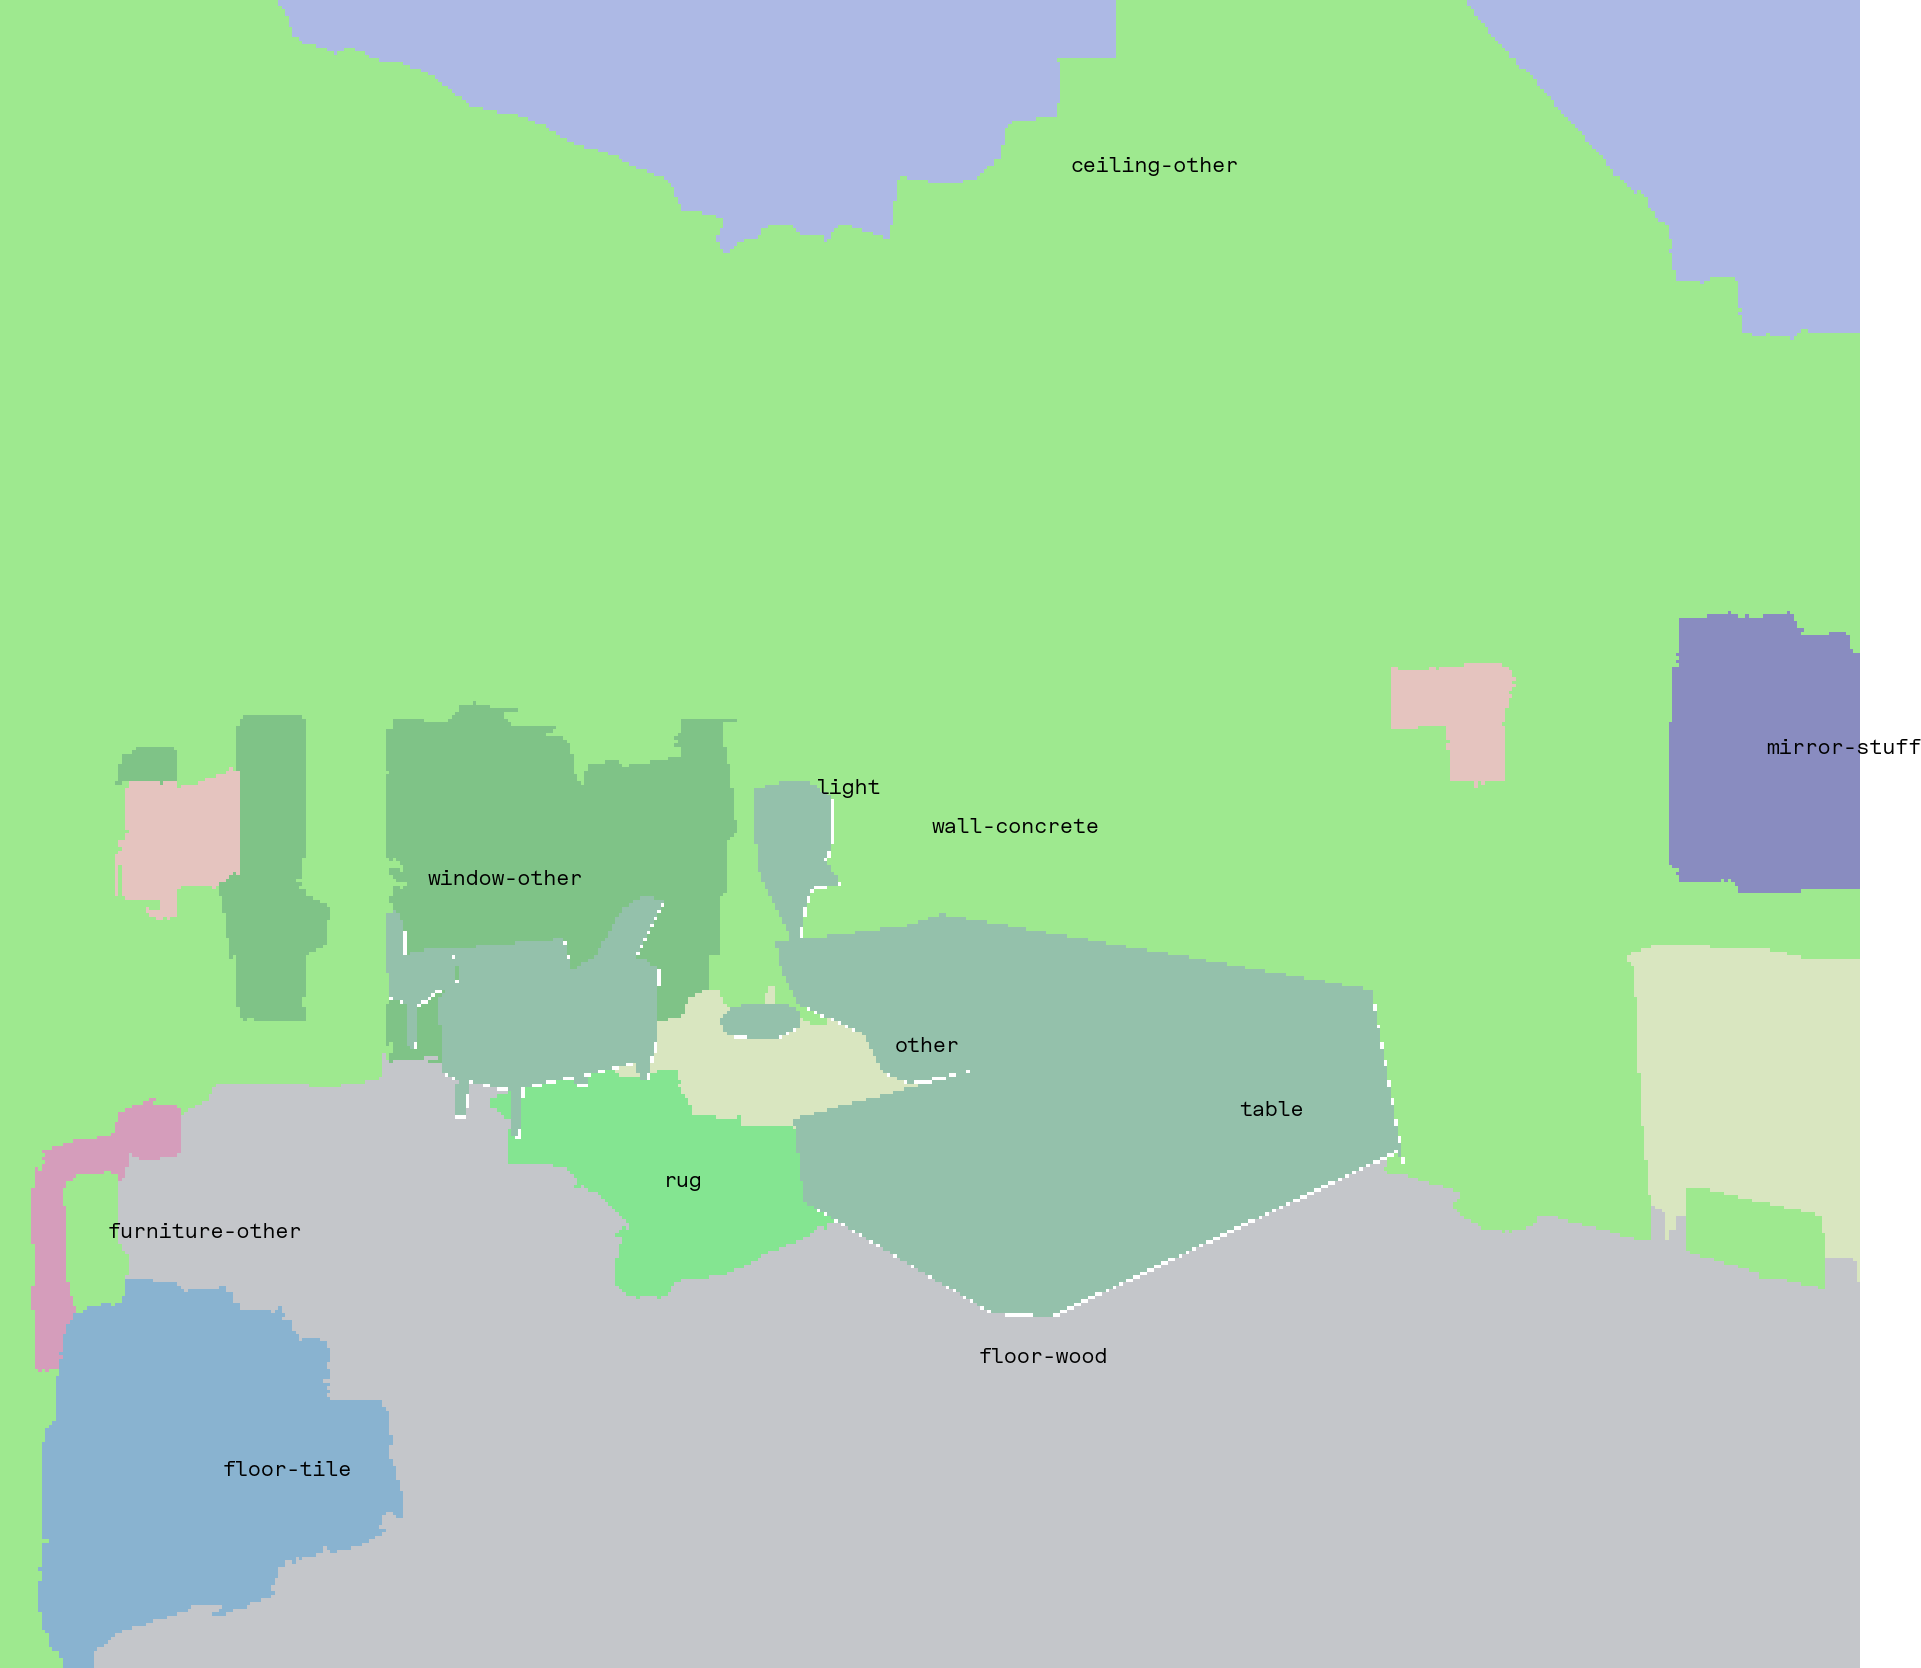 ceiling-other
mirror-stuff
light
wall-concrete
window-other
other
table
rug
furniture-other
floor-wood
floor-tile